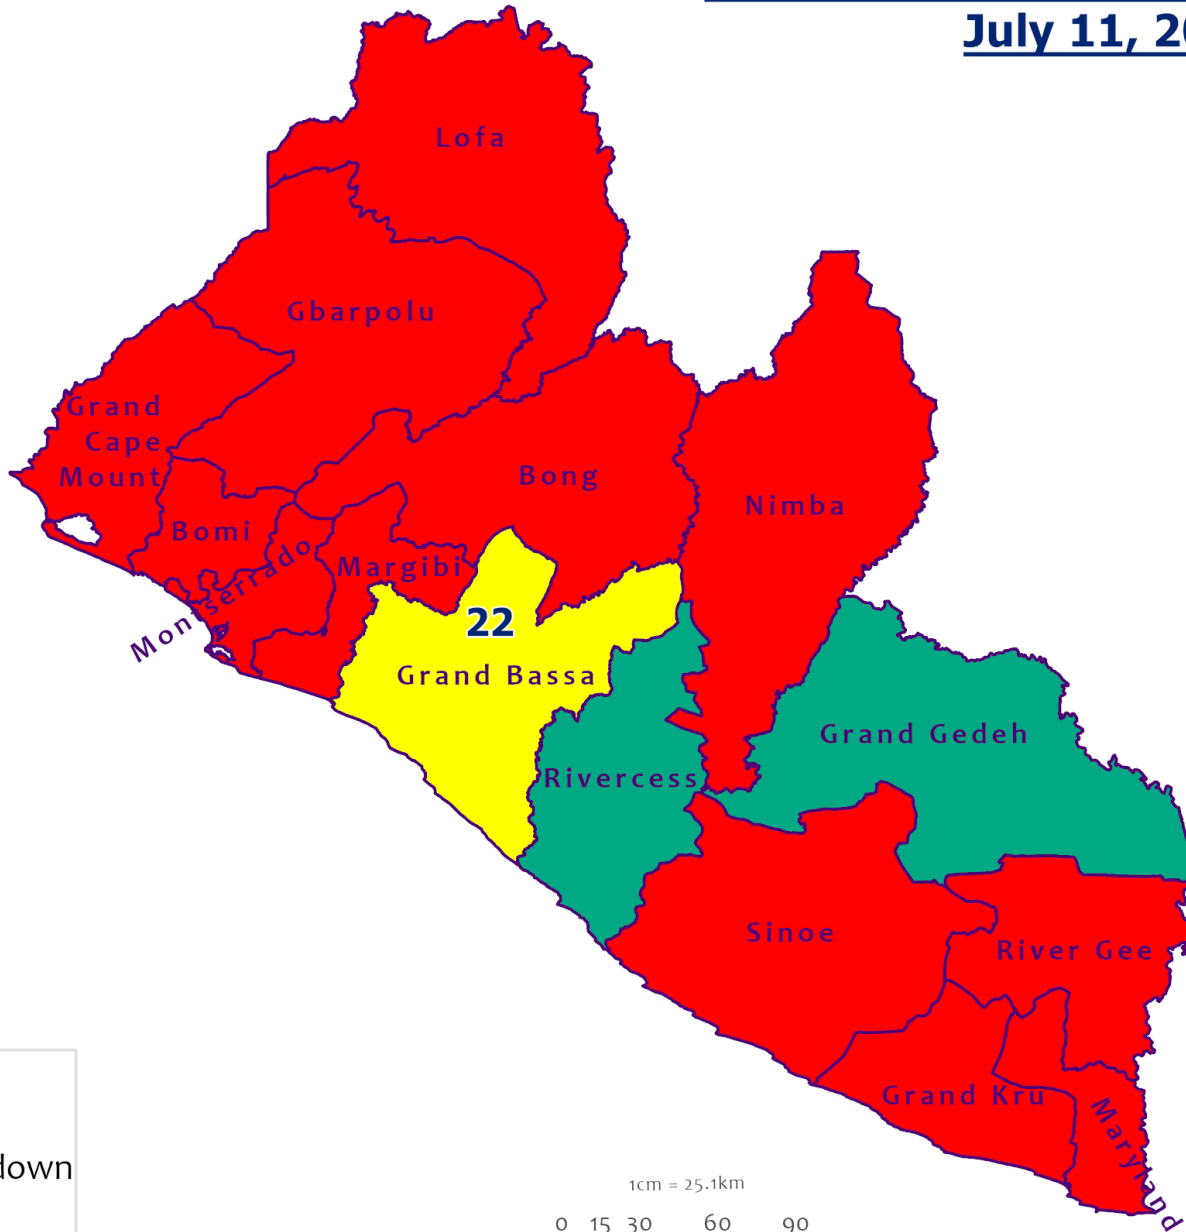 July 11, 20
Lofa
Gbarpolu
Grand
Cape
Mount
Bong
Nimba
Bomi
Montserrado
Margibi
22
Grand Bassa
Grand Gedeh
Rivercess
Sinoe
River Gee
Grand Kru
Maryland
down
1cm = 25.1km
0 15 30 60 90